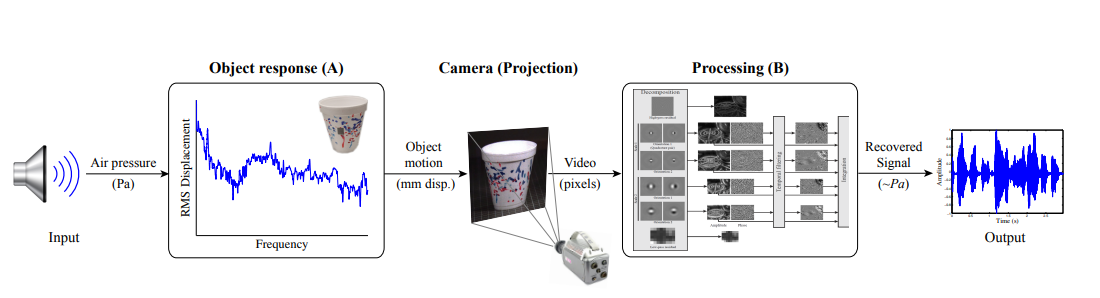 Object response (A)
Camera (Projection)
Processing (B)
Input
Air pressure
(Pa)
RMS Displacement
Frequency
Object
motion
(mm disp.)
Video
(pixels)
Decomposition
Temporal filtering
Integration
Amplitude
Phase
Recovered
Signal
(~Pa)
Amplitude
Time (s)
Output